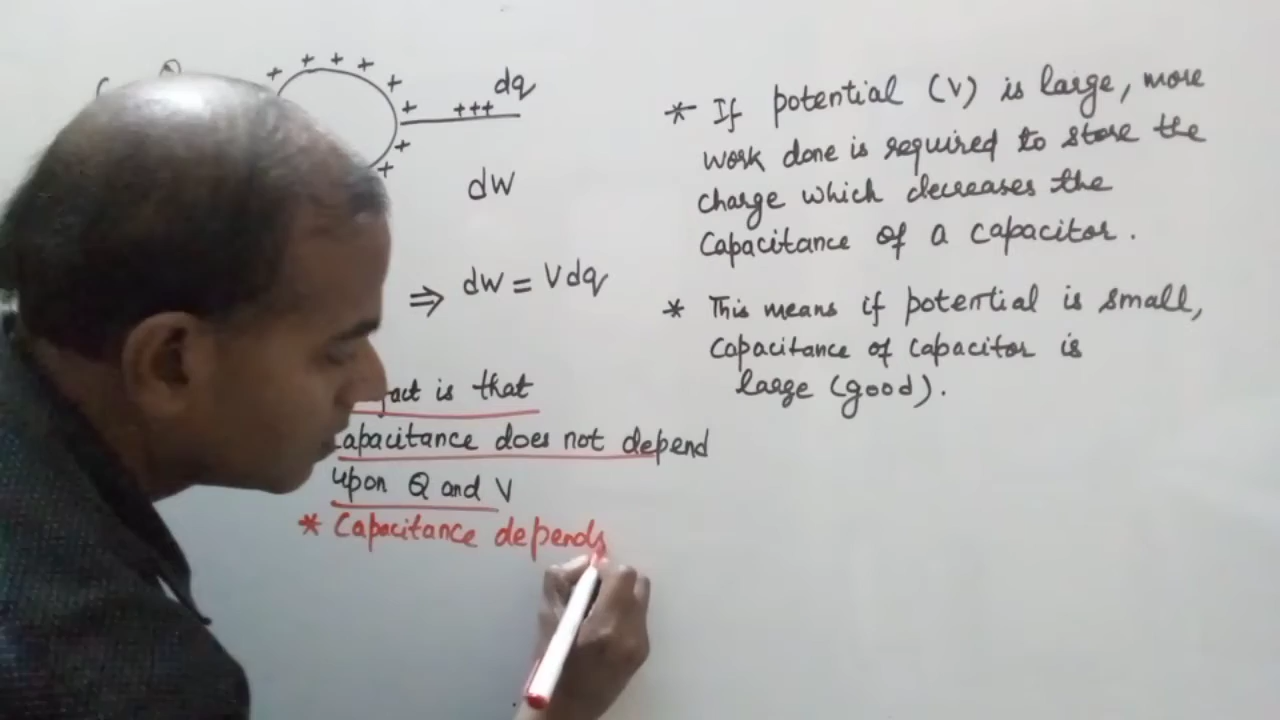 + + + + + + + +
+++ dq
dW
⇒ dW = Vdq
is that
Capacitance does not depend
upon Q and V
* Capacitance depends
* If potential (V) is large, more
work done is required to store the
charge which decreases the
Capacitance of a capacitor.
* This means if potential is small,
Capacitance of capacitor is
large (good).